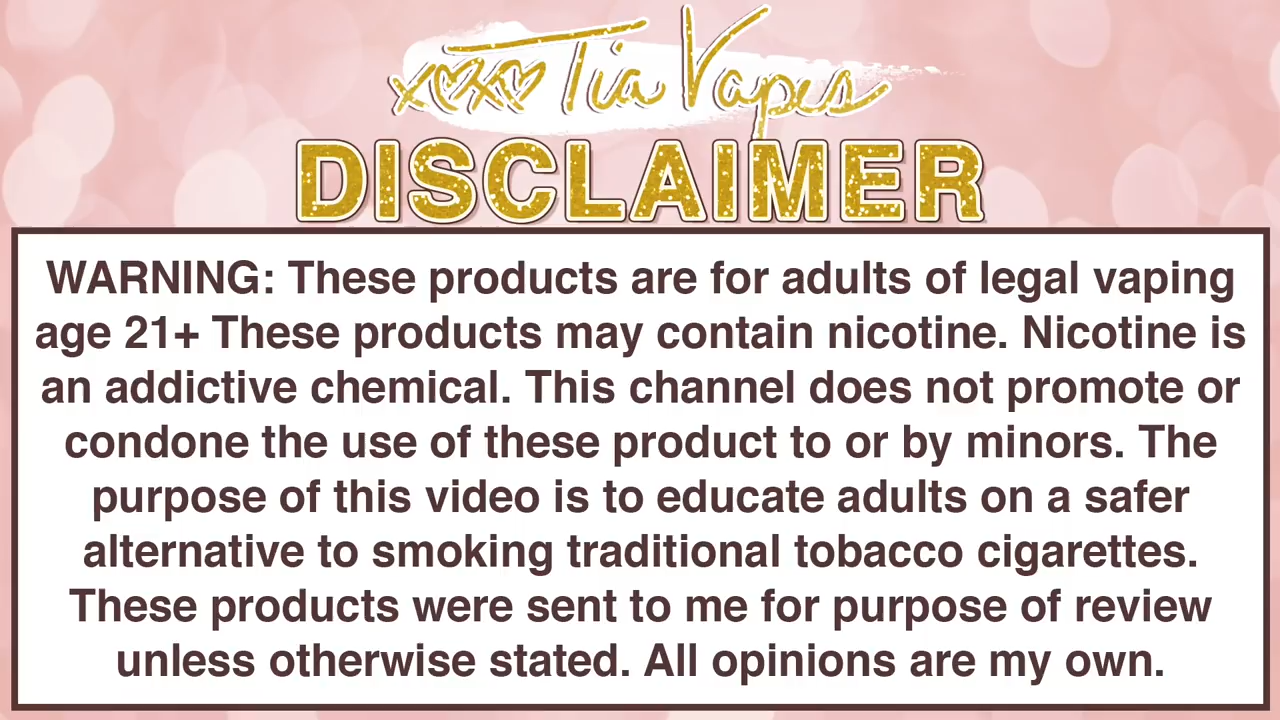 xoxo Tia Vapes
DISCLAIMER
WARNING: These products are for adults of legal vaping
age 21+ These products may contain nicotine. Nicotine is
an addictive chemical. This channel does not promote or
condone the use of these product to or by minors. The
purpose of this video is to educate adults on a safer
alternative to smoking traditional tobacco cigarettes.
These products were sent to me for purpose of review
unless otherwise stated. All opinions are my own.